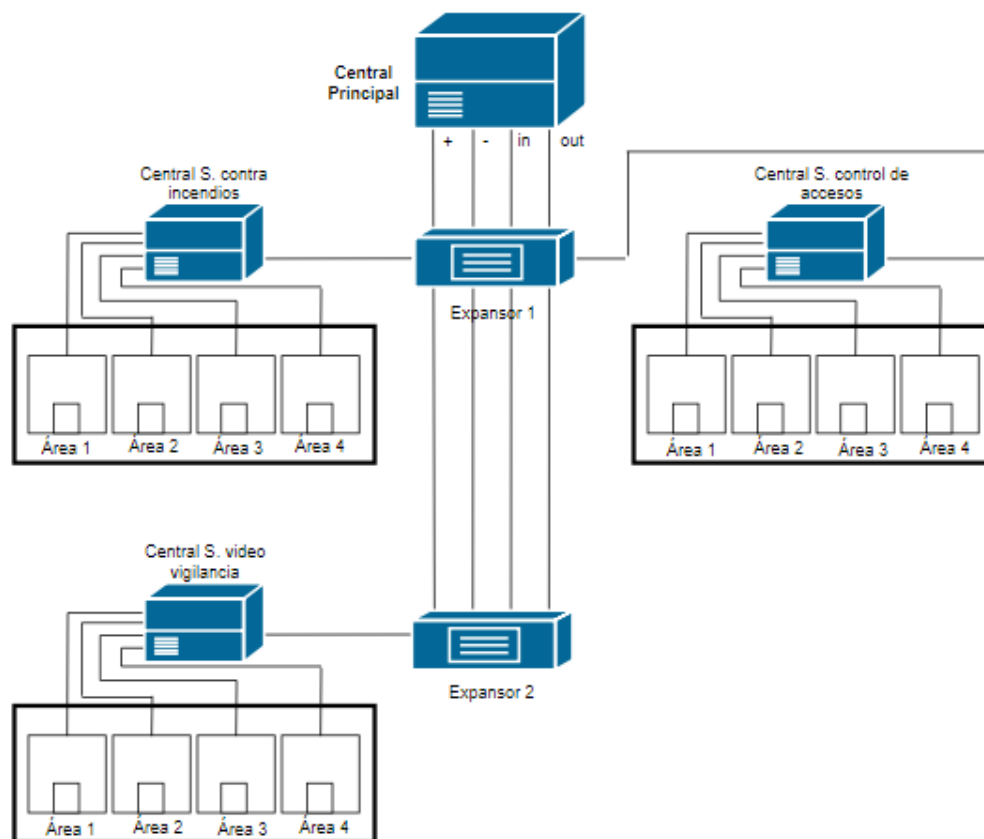 Central
Principal
+ - in out
Central S. contra
incendios
Central S. control de
accesos
Expansor 1
Área 1 Área 2 Área 3 Área 4
Área 1 Área 2 Área 3 Área 4
Central S. video
vigilancia
Expansor 2
Área 1 Área 2 Área 3 Área 4